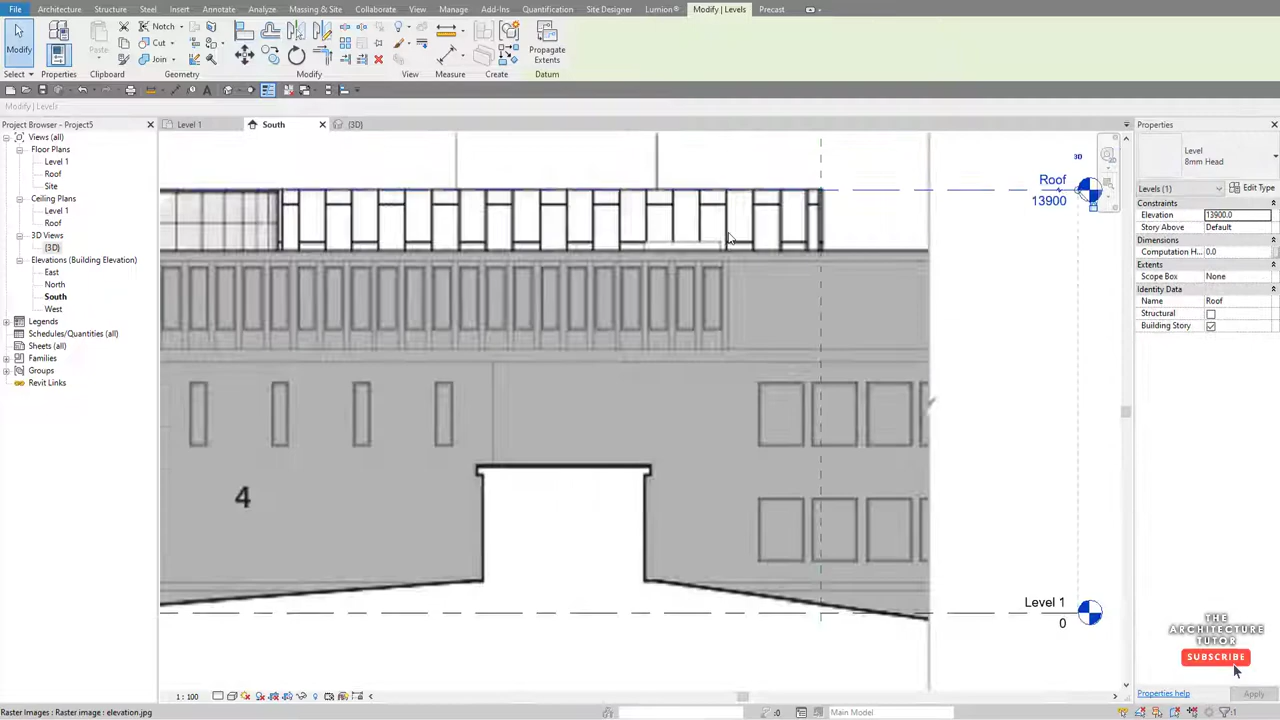 File Architecture Structure Steel Insert Annotate Analyze Massing & Site Collaborate View Manage Add-Ins Quantification Site Designer Lumion® Modify | Levels Precast
Modify Paste Notch Cut Join Propagate Extents
Select Properties Clipboard Geometry Modify View Measure Create Datum
Modify | Levels
Project Browser - Project5
Views (all)
Floor Plans
Level 1
Roof
Site
Ceiling Plans
Level 1
Roof
3D Views
{3D}
Elevations (Building Elevation)
East
North
South
West
Legends
Schedules/Quantities (all)
Sheets (all)
Families
Groups
Revit Links
Level 1 South {3D}
3D
Roof
13900
4
Level 1
0
Properties
Level
8mm Head
Levels (1) Edit Type
Constraints
Elevation 13900.0
Story Above Default
Dimensions
Computation H... 0.0
Extents
Scope Box None
Identity Data
Name Roof
Structural
Building Story
THE
ARCHITECTURE
TUTOR
SUBSCRIBE
Properties help Apply
1 : 100
Raster Images : Raster image : elevation.jpg :0 Main Model :1